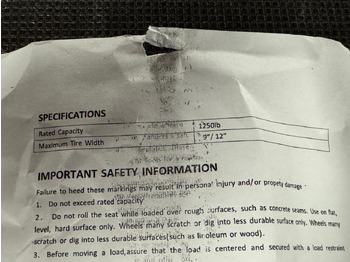 SPECIFICATIONS
Rated Capacity 1250lb
Maximum Tire Width 9"/ 12"
IMPORTANT SAFETY INFORMATION
Failure to heed these markings may result in personal injury and/or property damage
1. Do not exceed rated capacity
2. Do not roll the seat while loaded over rough surfaces, such as concrete seams. Use on flat,
level, hard surface only. Wheels many scratch or dig into less durable surface only. Wheels many
scratch or dig into less durable surfaces(such as linoleum or wood).
3. Before moving a load,assure that the load is centered and secured with a load restraint